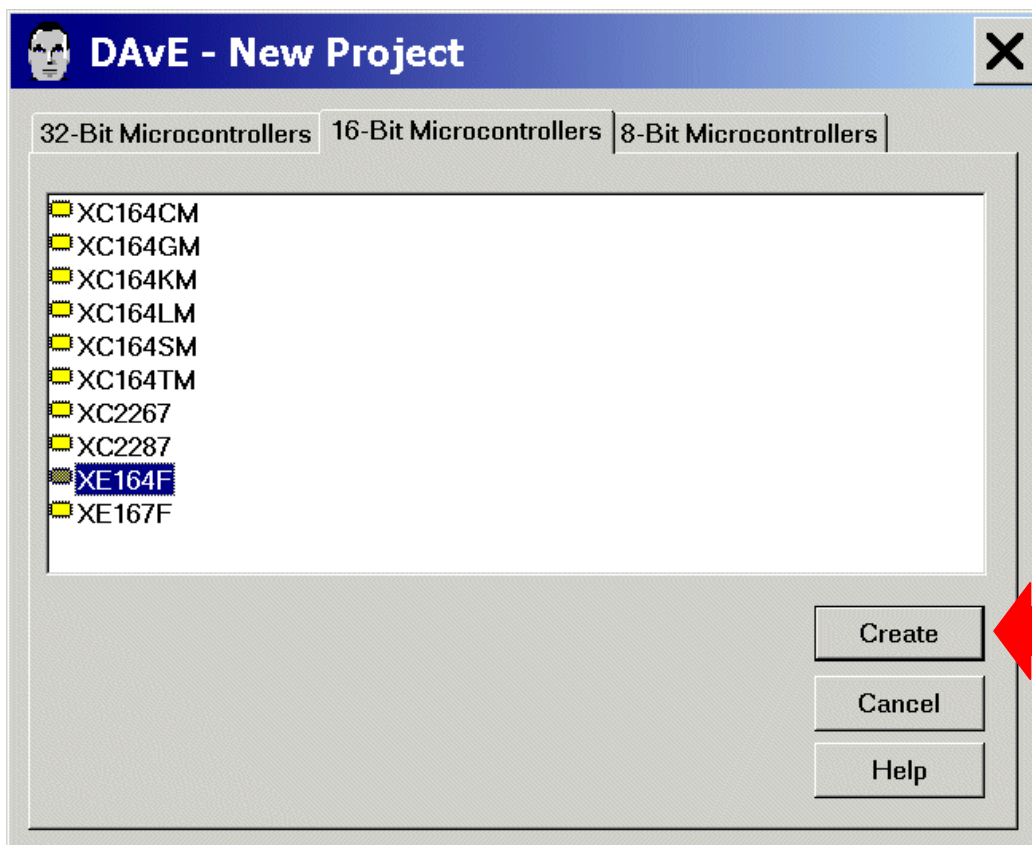 DAvE - New Project
32-Bit Microcontrollers 16-Bit Microcontrollers 8-Bit Microcontrollers
XC164CM
XC164GM
XC164KM
XC164LM
XC164SM
XC164TM
XC2267
XC2287
XE164F
XE167F
Create
Cancel
Help